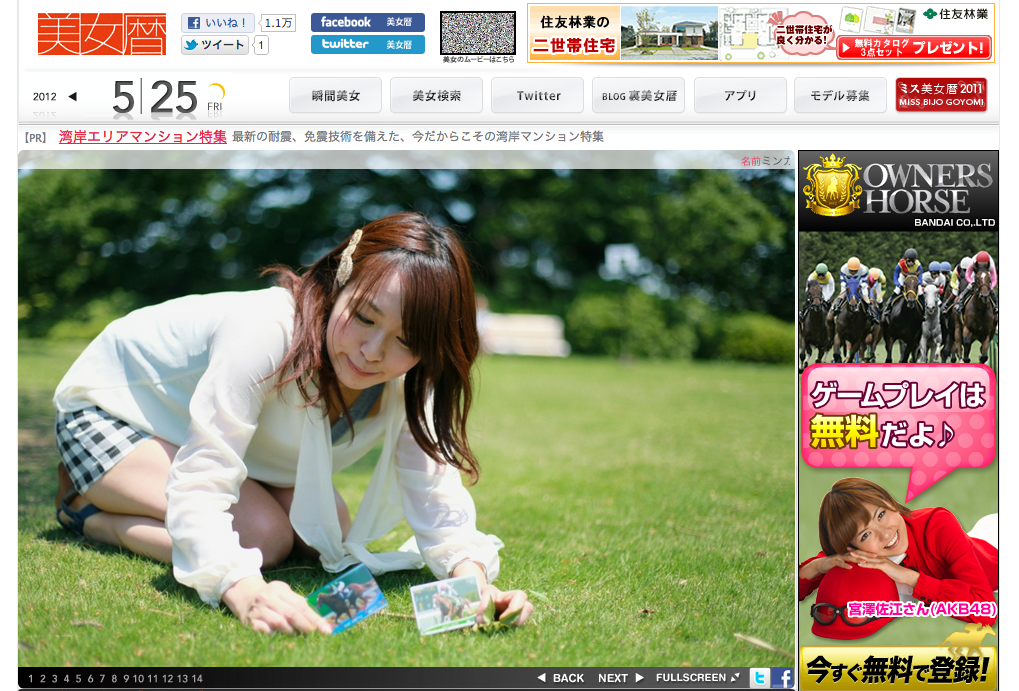 美女暦
いいね！ 1.1万
ツイート 1
facebook 美女暦
twitter 美女暦
美女のムービーはこちら
住友林業の
二世帯住宅
二世帯住宅が
良く分かる!
住友林業
無料カタログ
3点セット プレゼント!
2012 ◀ 5 25 FRI
瞬間美女
美女検索
Twitter
BLOG 裏美女暦
アプリ
モデル募集
ミス美女暦 2011
MISS BIJO GOYOMI
[PR] 湾岸エリアマンション特集 最新の耐震、免震技術を備えた、今だからこその湾岸マンション特集
名前 ミンカ
OWNERS
HORSE
BANDAI CO,.LTD
ゲームプレイは
無料だよ♪
宮澤佐江さん(AKB48)
今すぐ無料で登録!
1 2 3 4 5 6 7 8 9 10 11 12 13 14
◀ BACK NEXT ▶ FULLSCREEN